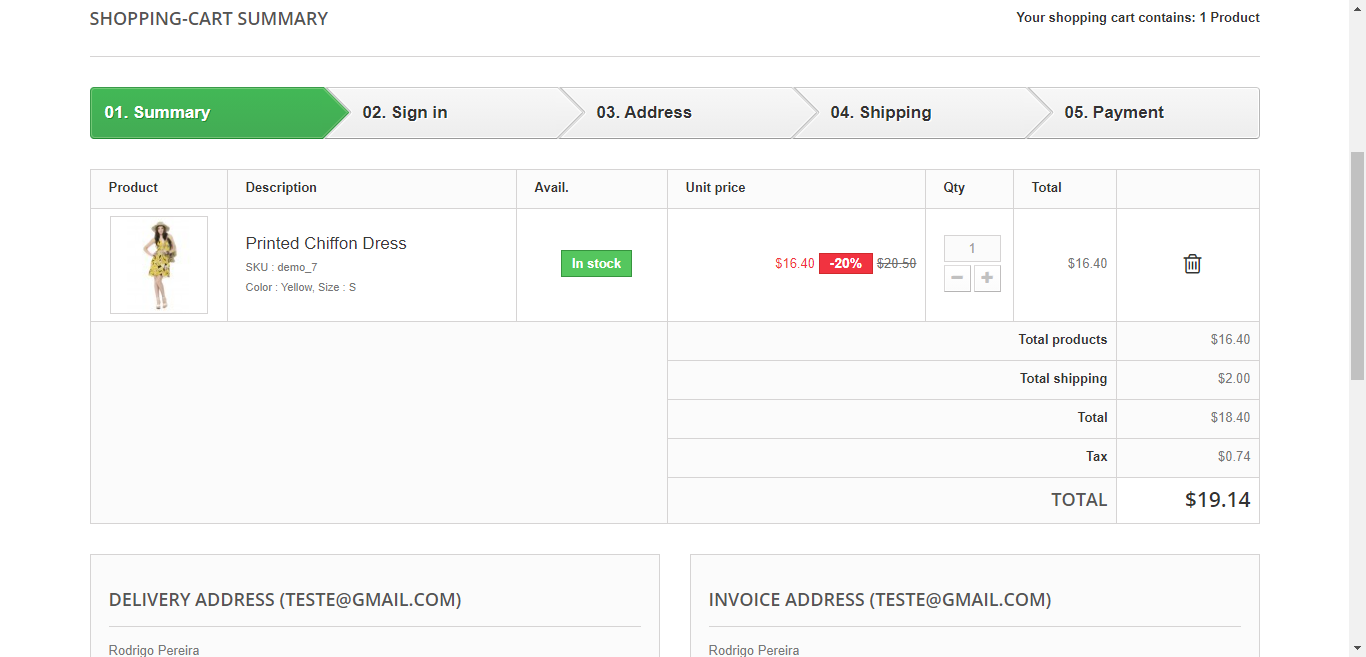 SHOPPING-CART SUMMARY
Your shopping cart contains: 1 Product
01. Summary
02. Sign in
03. Address
04. Shipping
05. Payment
Product
Description
Avail.
Unit price
Qty
Total
Printed Chiffon Dress
SKU : demo_7
Color : Yellow, Size : S
In stock
$16.40 -20% $20.50
1
$16.40
Total products $16.40
Total shipping $2.00
Total $18.40
Tax $0.74
TOTAL $19.14
DELIVERY ADDRESS (TESTE@GMAIL.COM)
Rodrigo Pereira
INVOICE ADDRESS (TESTE@GMAIL.COM)
Rodrigo Pereira